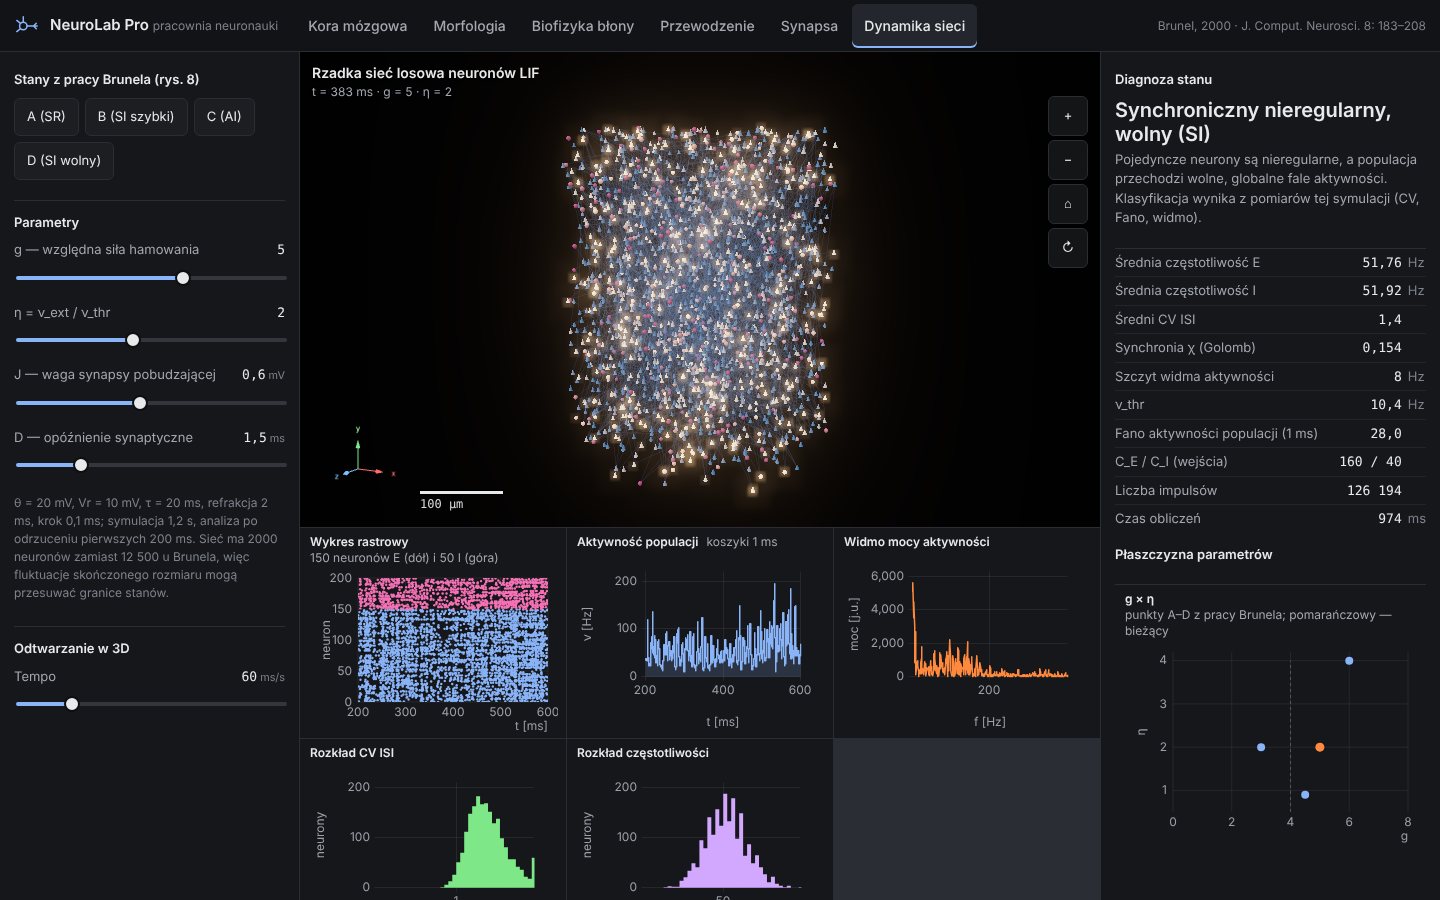 NeuroLab Pro pracownia neuronauki
Kora mózgowa
Morfologia
Biofizyka błony
Przewodzenie
Synapsa
Dynamika sieci
Brunel, 2000 · J. Comput. Neurosci. 8: 183–208
Stany z pracy Brunela (rys. 8)
A (SR)
B (SI szybki)
C (AI)
D (SI wolny)
Parametry
g — względna siła hamowania 5
η = ν_ext / ν_thr 2
J — waga synapsy pobudzającej 0,6 mV
D — opóźnienie synaptyczne 1,5 ms
θ = 20 mV, Vr = 10 mV, τ = 20 ms, refrakcja 2
ms, krok 0,1 ms; symulacja 1,2 s, analiza po
odrzuceniu pierwszych 200 ms. Sieć ma 2000
neuronów zamiast 12 500 u Brunela, więc
fluktuacje skończonego rozmiaru mogą
przesuwać granice stanów.
Odtwarzanie w 3D
Tempo 60 ms/s
Rzadka sieć losowa neuronów LIF
t = 383 ms · g = 5 · η = 2
+
−
⌂
↻
y
z
x
100 µm
Wykres rastrowy
150 neuronów E (dół) i 50 I (góra)
200
150
100
50
0
neuron
200 300 400 500 600
t [ms]
Aktywność populacji koszyki 1 ms
200
100
0
ν [Hz]
200 400 600
t [ms]
Widmo mocy aktywności
6,000
4,000
2,000
0
moc [j.u.]
200
f [Hz]
Rozkład CV ISI
200
100
0
neurony
1
Rozkład częstotliwości
200
100
0
neurony
50
Diagnoza stanu
Synchroniczny nieregularny,
wolny (SI)
Pojedyncze neurony są nieregularne, a populacja
przechodzi wolne, globalne fale aktywności.
Klasyfikacja wynika z pomiarów tej symulacji (CV,
Fano, widmo).
Średnia częstotliwość E 51,76 Hz
Średnia częstotliwość I 51,92 Hz
Średni CV ISI 1,4
Synchronia χ (Golomb) 0,154
Szczyt widma aktywności 8 Hz
ν_thr 10,4 Hz
Fano aktywności populacji (1 ms) 28,0
C_E / C_I (wejścia) 160 / 40
Liczba impulsów 126 194
Czas obliczeń 974 ms
Płaszczyzna parametrów
g × η
punkty A–D z pracy Brunela; pomarańczowy —
bieżący
4
3
2
1
η
0 2 4 6 8
g